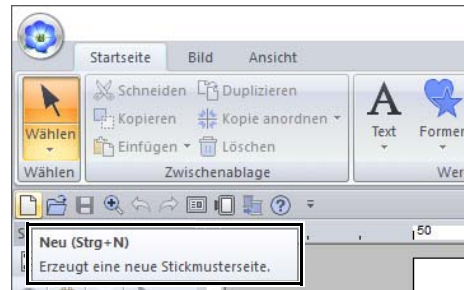 Startseite Bild Ansicht
Schneiden Duplizieren
Kopieren Kopie anordnen
Einfügen Löschen
Wählen
Text Former
Wählen Zwischenablage Wer
50
Neu (Strg+N)
Erzeugt eine neue Stickmusterseite.